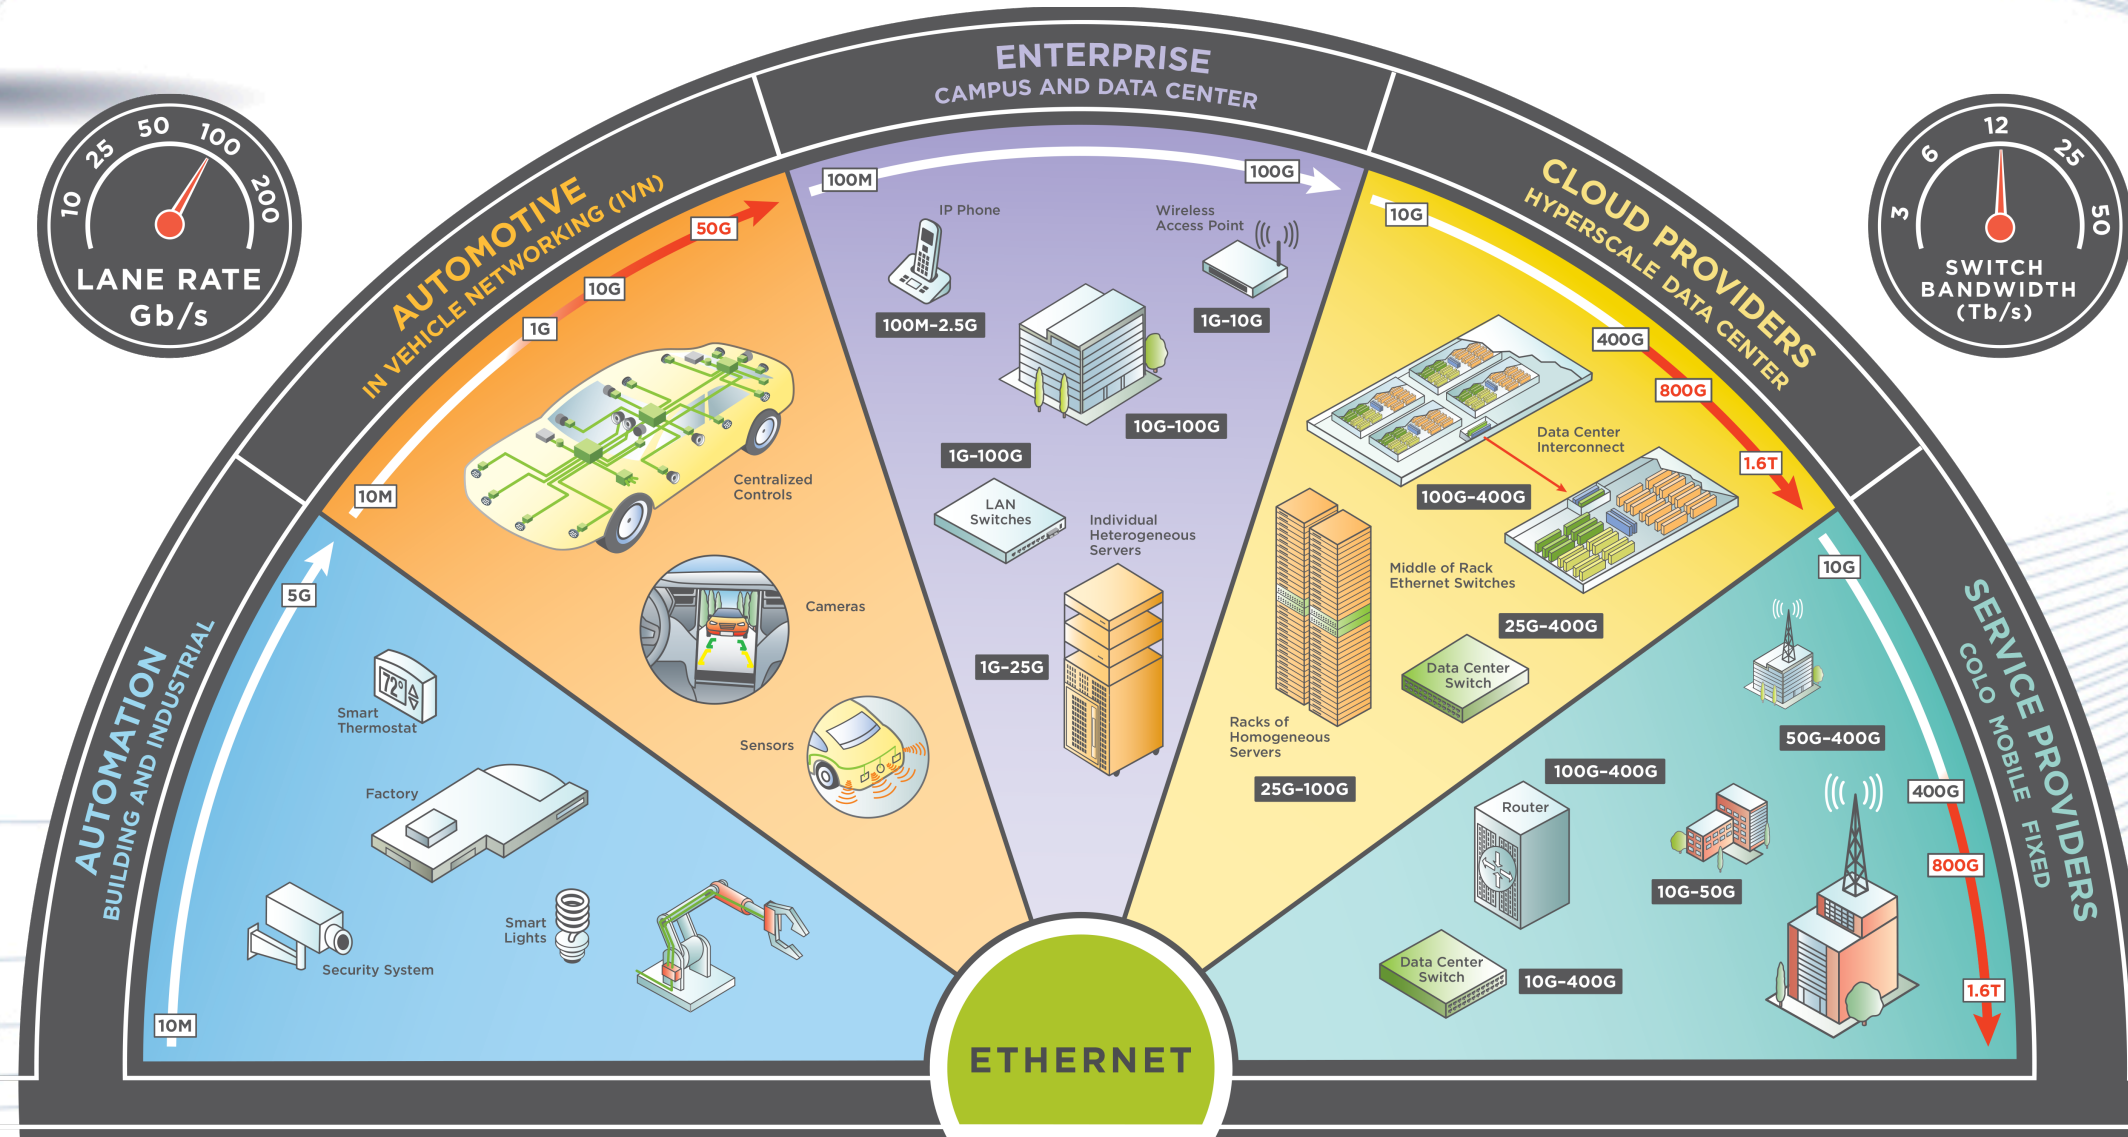 ENTERPRISE
CAMPUS AND DATA CENTER
10
25
50
100
200
LANE RATE
Gb/s
3
6
12
25
50
SWITCH
BANDWIDTH
(Tb/s)
AUTOMATION
BUILDING AND INDUSTRIAL
10M
5G
72°
Smart
Thermostat
Factory
Security System
Smart
Lights
AUTOMOTIVE
IN VEHICLE NETWORKING (IVN)
10M
1G
10G
50G
Centralized
Controls
Cameras
Sensors
100M
100G
IP Phone
100M–2.5G
Wireless
Access Point
1G–10G
10G–100G
1G–100G
LAN
Switches
Individual
Heterogeneous
Servers
1G–25G
CLOUD PROVIDERS
HYPERSCALE DATA CENTER
10G
400G
800G
1.6T
Data Center
Interconnect
100G–400G
Middle of Rack
Ethernet Switches
25G–400G
Data Center
Switch
Racks of
Homogeneous
Servers
25G–100G
SERVICE PROVIDERS
COLO MOBILE FIXED
10G
400G
800G
1.6T
50G–400G
100G–400G
Router
10G–50G
Data Center
Switch
10G–400G
ETHERNET